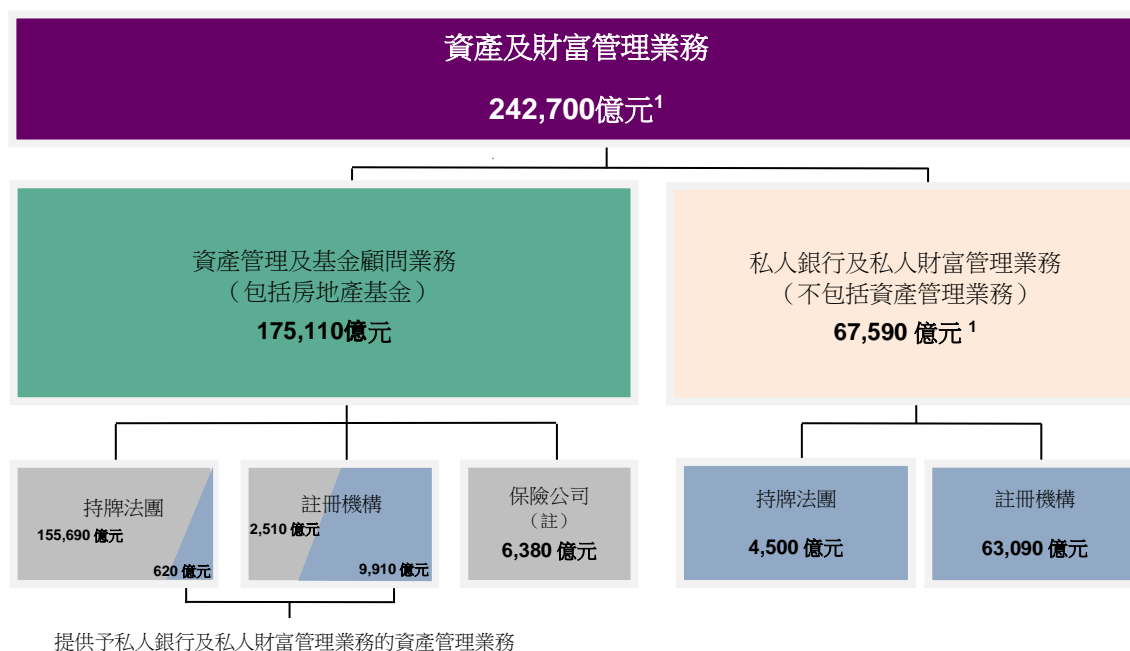 資產及財富管理業務
242,700億元¹
資產管理及基金顧問業務
（包括房地產基金）
175,110億元
私人銀行及私人財富管理業務
（不包括資產管理業務）
67,590 億元 ¹
持牌法團
155,690 億元
620 億元
註冊機構
2,510 億元
9,910 億元
保險公司
（註）
6,380 億元
持牌法團
4,500 億元
註冊機構
63,090 億元
提供予私人銀行及私人財富管理業務的資產管理業務